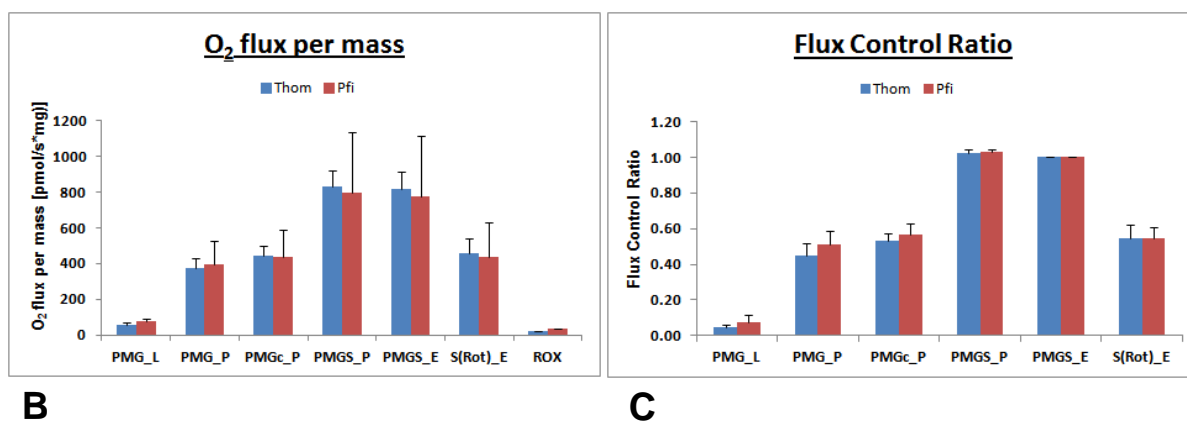 O2 flux per mass
Thom Pfi
O2 flux per mass [pmol/s*mg)]
1200
1000
800
600
400
200
0
PMG_L PMG_P PMGc_P PMGS_P PMGS_E S(Rot)_E ROX
B
Flux Control Ratio
Thom Pfi
Flux Control Ratio
1.20
1.00
0.80
0.60
0.40
0.20
0.00
PMG_L PMG_P PMGc_P PMGS_P PMGS_E S(Rot)_E
C